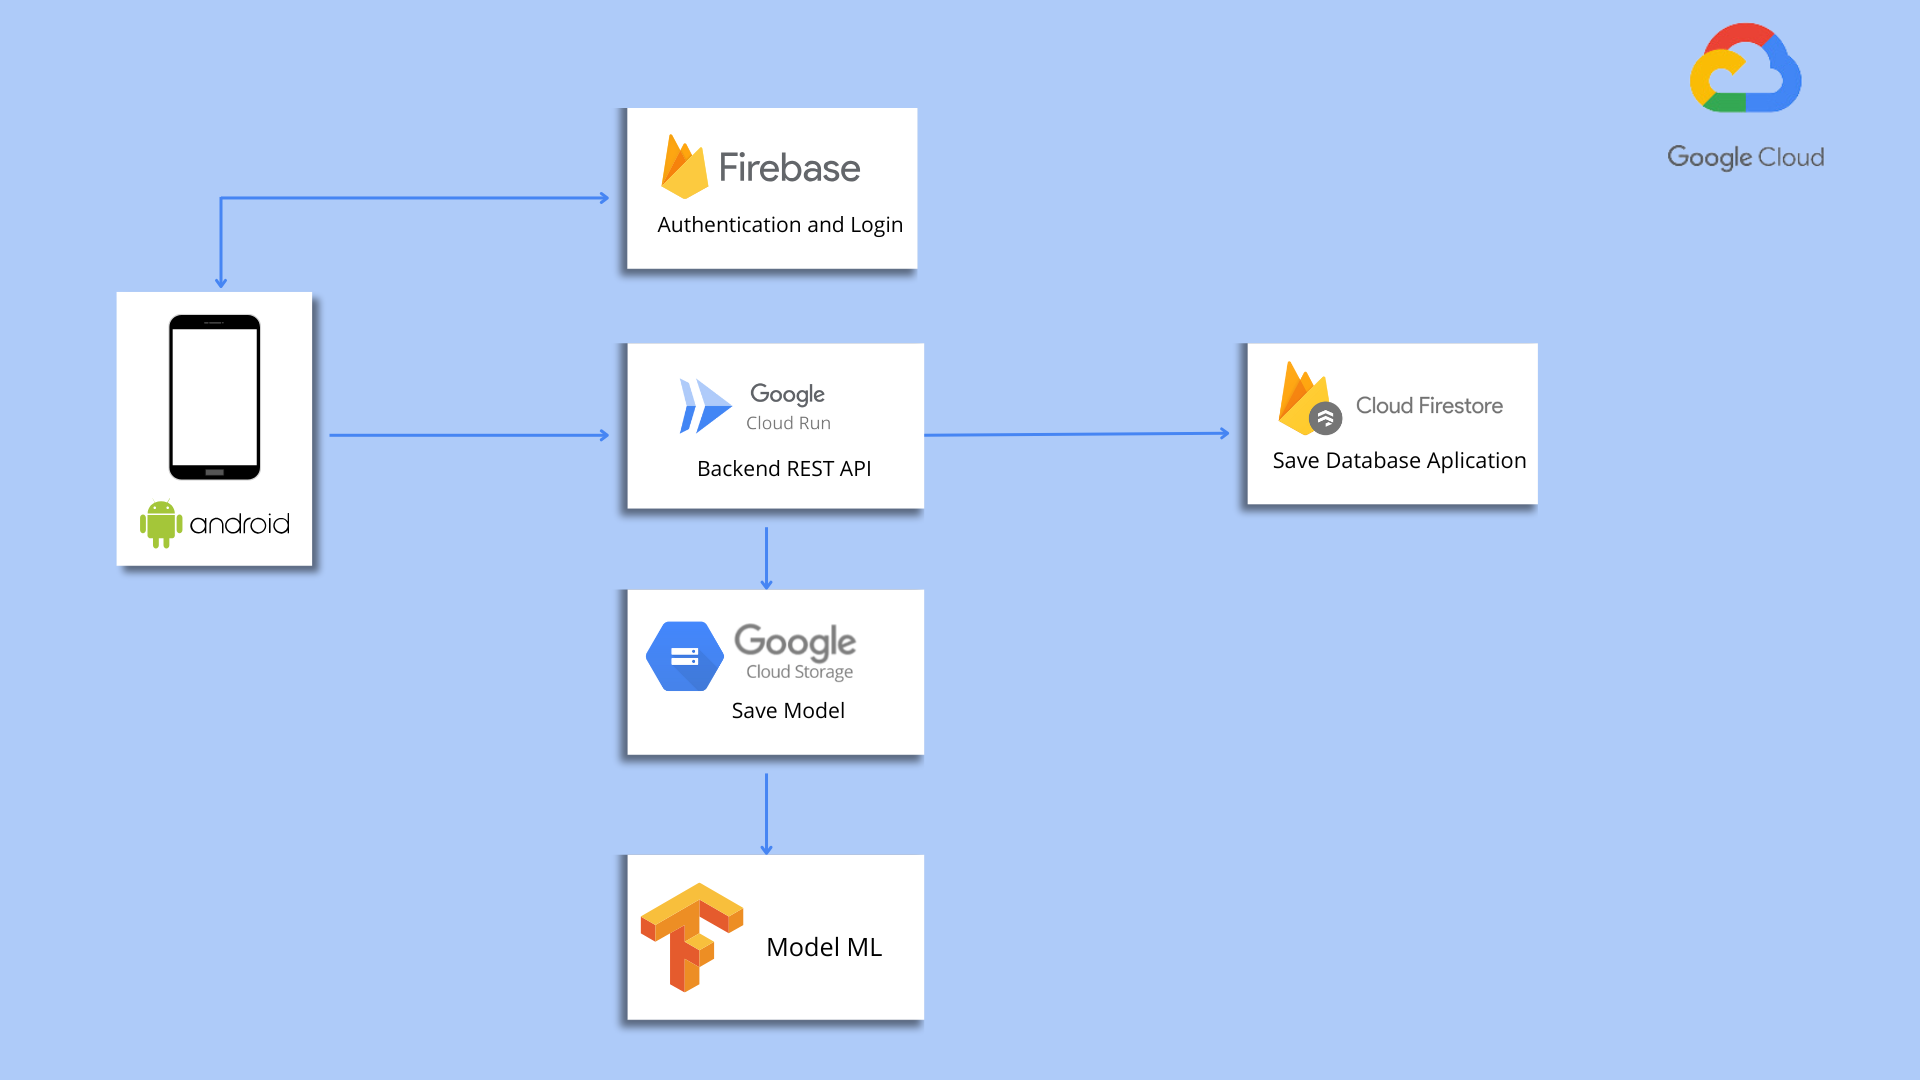 Google Cloud
Firebase
Authentication and Login
android
Google
Cloud Run
Backend REST API
Cloud Firestore
Save Database Aplication
Google
Cloud Storage
Save Model
Model ML